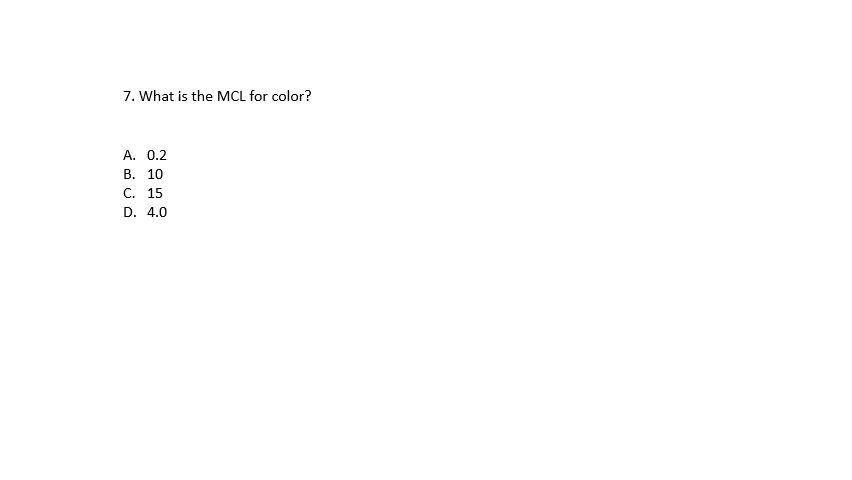 7. What is the MCL for color?
A. 0.2
B. 10
C. 15
D. 4.0